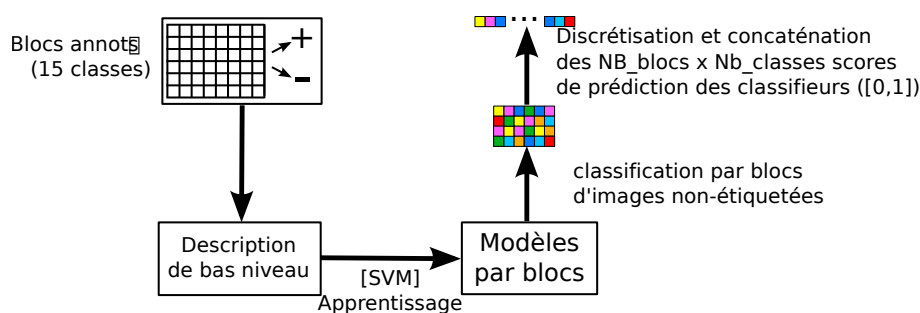 Blocs annots
(15 classes)
+
-
Description
de bas niveau
[SVM]
Apprentissage
Modèles
par blocs
classification par blocs
d'images non-étiquetées
...
Discrétisation et concaténation
des NB_blocs x Nb_classes scores
de prédiction des classifieurs ([0,1])